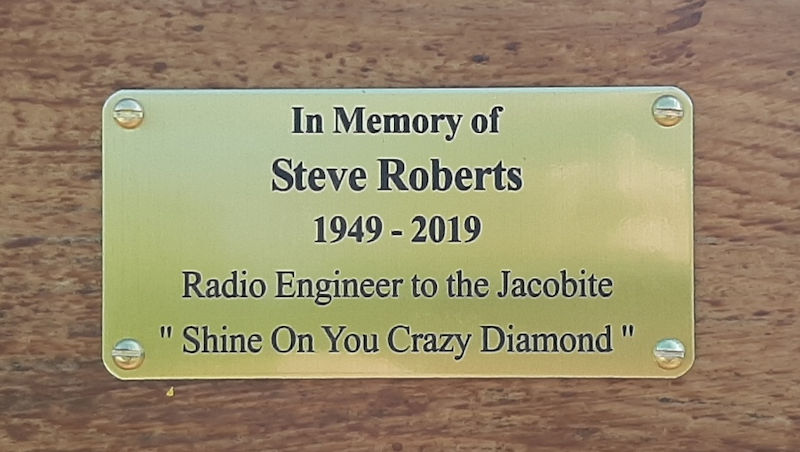 In Memory of
Steve Roberts
1949 - 2019
Radio Engineer to the Jacobite
" Shine On You Crazy Diamond "